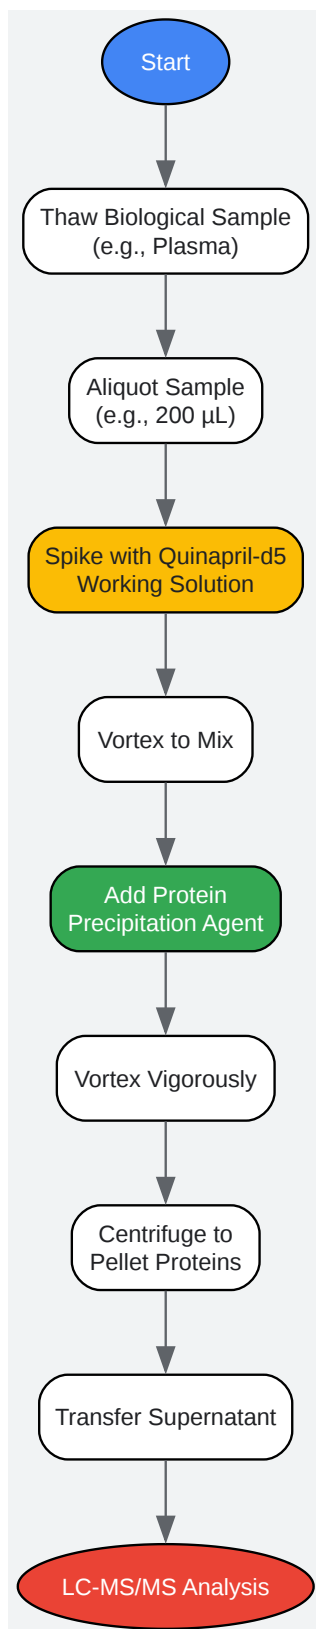 Start
Thaw Biological Sample
(e.g., Plasma)
Aliquot Sample
(e.g., 200 µL)
Spike with Quinapril-d5
Working Solution
Vortex to Mix
Add Protein
Precipitation Agent
Vortex Vigorously
Centrifuge to
Pellet Proteins
Transfer Supernatant
LC-MS/MS Analysis